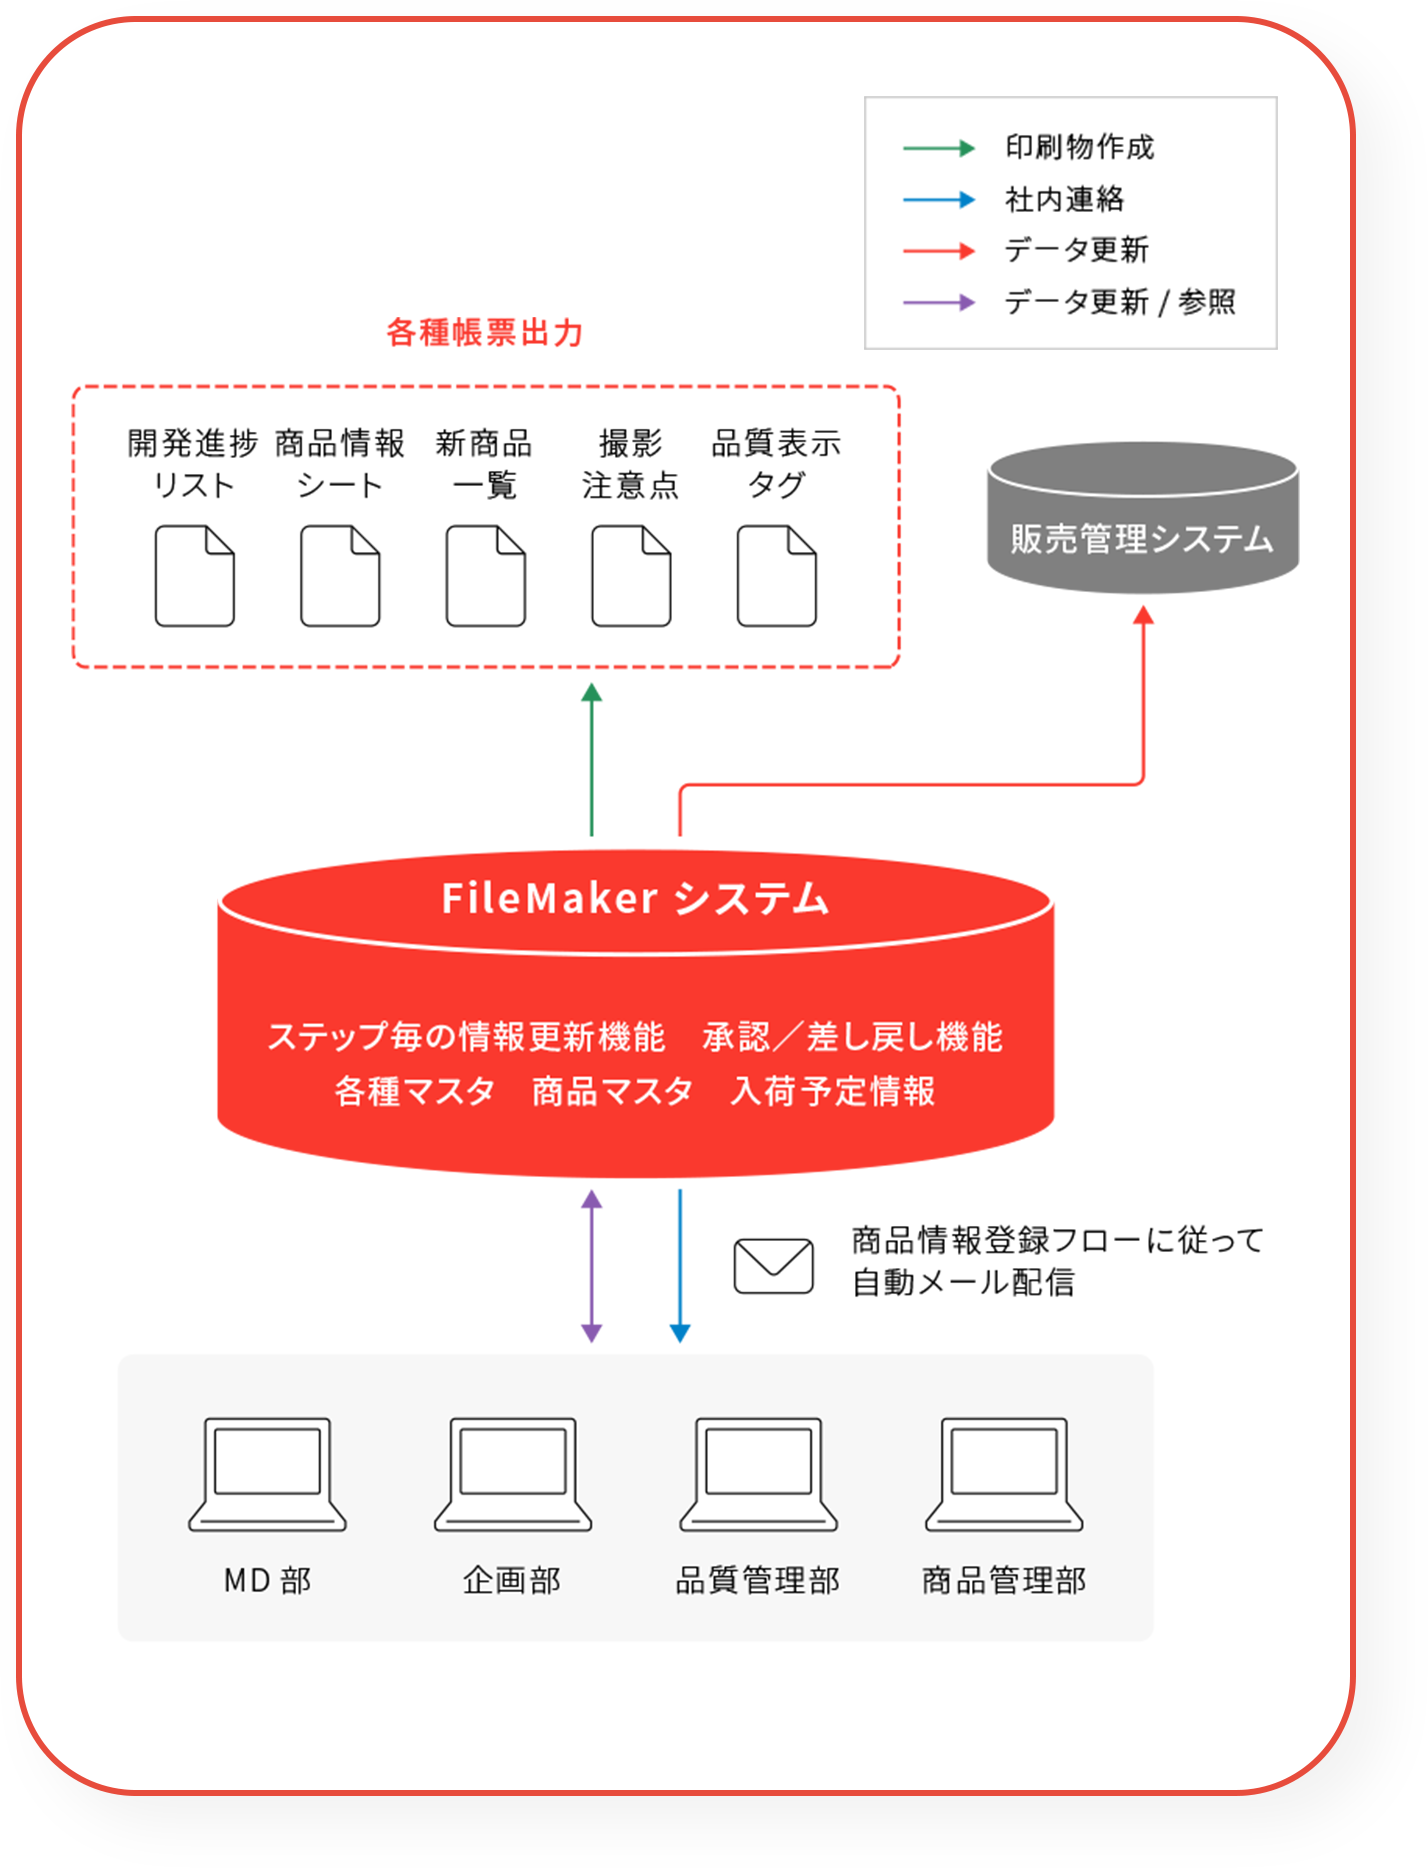 印刷物作成
社内連絡
データ更新
データ更新 / 参照
各種帳票出力
開発進捗
リスト
商品情報
シート
新商品
一覧
撮影
注意点
品質表示
タグ
販売管理システム
FileMaker システム
ステップ毎の情報更新機能　承認／差し戻し機能
各種マスタ　商品マスタ　入荷予定情報
商品情報登録フローに従って
自動メール配信
MD 部
企画部
品質管理部
商品管理部